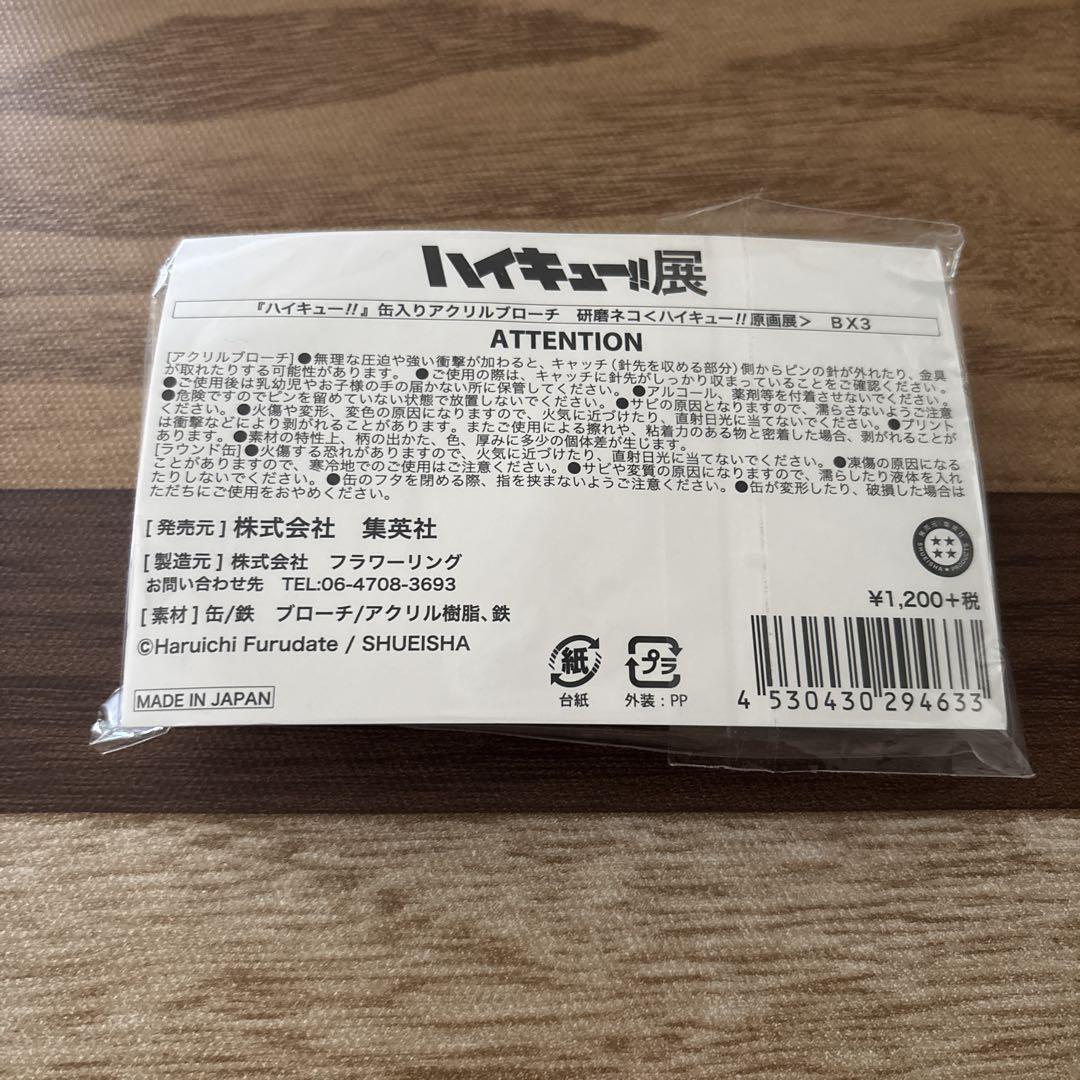 ハイキュー!!展
『ハイキュー!!』缶入りアクリルブローチ 研磨ネコ<ハイキュー!!原画展> BX3
ATTENTION
[アクリルブローチ]●無理な圧迫や強い衝撃が加わると、キャッチ(針先を収める部分)側からピンの針が外れたり、金具
が取れたりする可能性があります。 ●ご使用の際は、キャッチに針先がしっかり収まっていることをご確認ください。
●ご使用後は乳幼児やお子様の手の届かない所に保管してください。 ●アルコール、薬剤等を付着させないでください。
●危険ですのでピンを留めていない状態で放置しないでください。 ●サビの原因となりますので、濡らさないようご注意
ください。 ●火傷や変形、変色の原因になりますので、火気に近づけたり、直射日光に当てないでください。 ●プリント
は衝撃などにより剥がれることがあります。またご使用による擦れや、粘着力のある物と密着した場合、剥がれることが
あります。●素材の特性上、柄の出かた、色、厚みに多少の個体差が生じます。
[ラウンド缶]●火傷する恐れがありますので、火気に近づけたり、直射日光に当てないでください。 ●凍傷の原因になる
ことがありますので、寒冷地でのご使用はご注意ください。 ●サビや変質の原因になりますので、濡らしたり液体を入れ
たりしないでください。 ●缶のフタを閉める際、指を挟まないようご注意ください。●缶が変形したり、破損した場合は
ただちにご使用をおやめください。
[発売元] 株式会社 集英社
[製造元] 株式会社 フラワーリング
お問い合わせ先 TEL:06-4708-3693
[素材] 缶/鉄 ブローチ/アクリル樹脂、鉄
©Haruichi Furudate / SHUEISHA
MADE IN JAPAN
紙
台紙
プラ
外装:PP
¥1,200+税
4 530430 294633